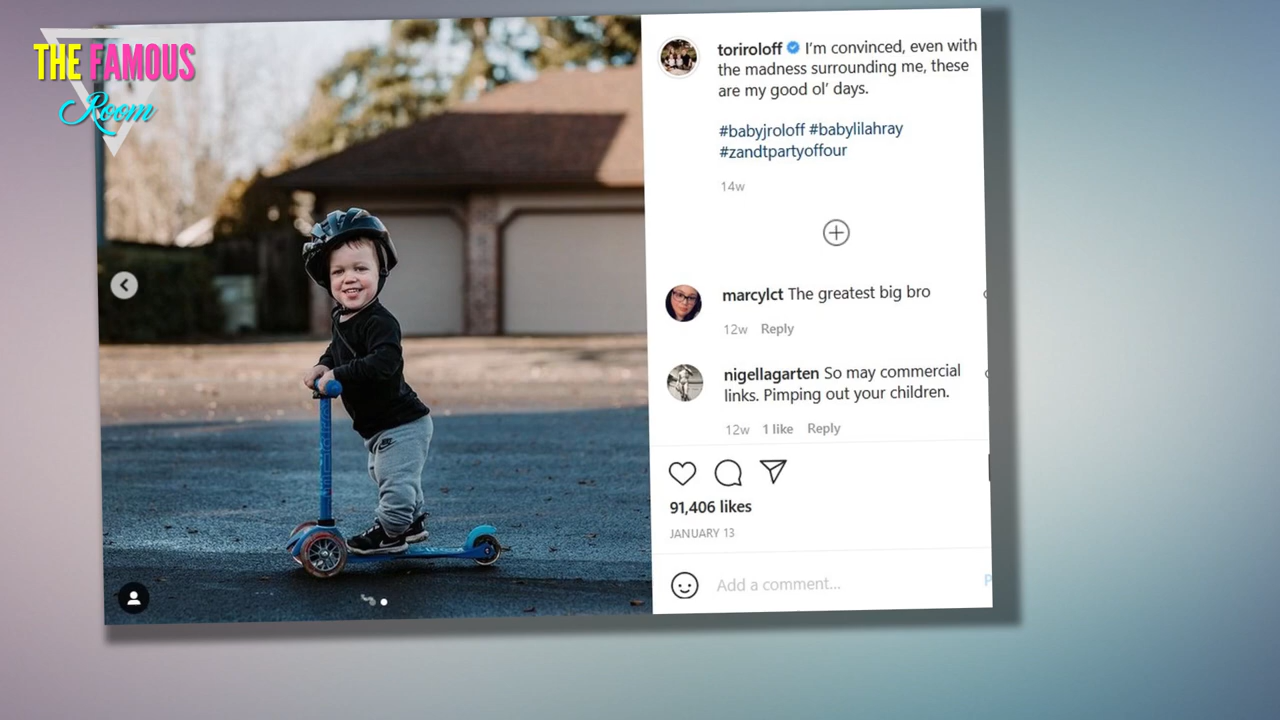 THE FAMOUS
Room
toriroloff I'm convinced, even with
the madness surrounding me, these
are my good ol' days.
#babyjroloff #babylilahray
#zandtpartyoffour
14w
marcylct The greatest big bro
12w Reply
nigellagarten So may commercial
links. Pimping out your children.
12w 1 like Reply
91,406 likes
JANUARY 13
Add a comment...
P